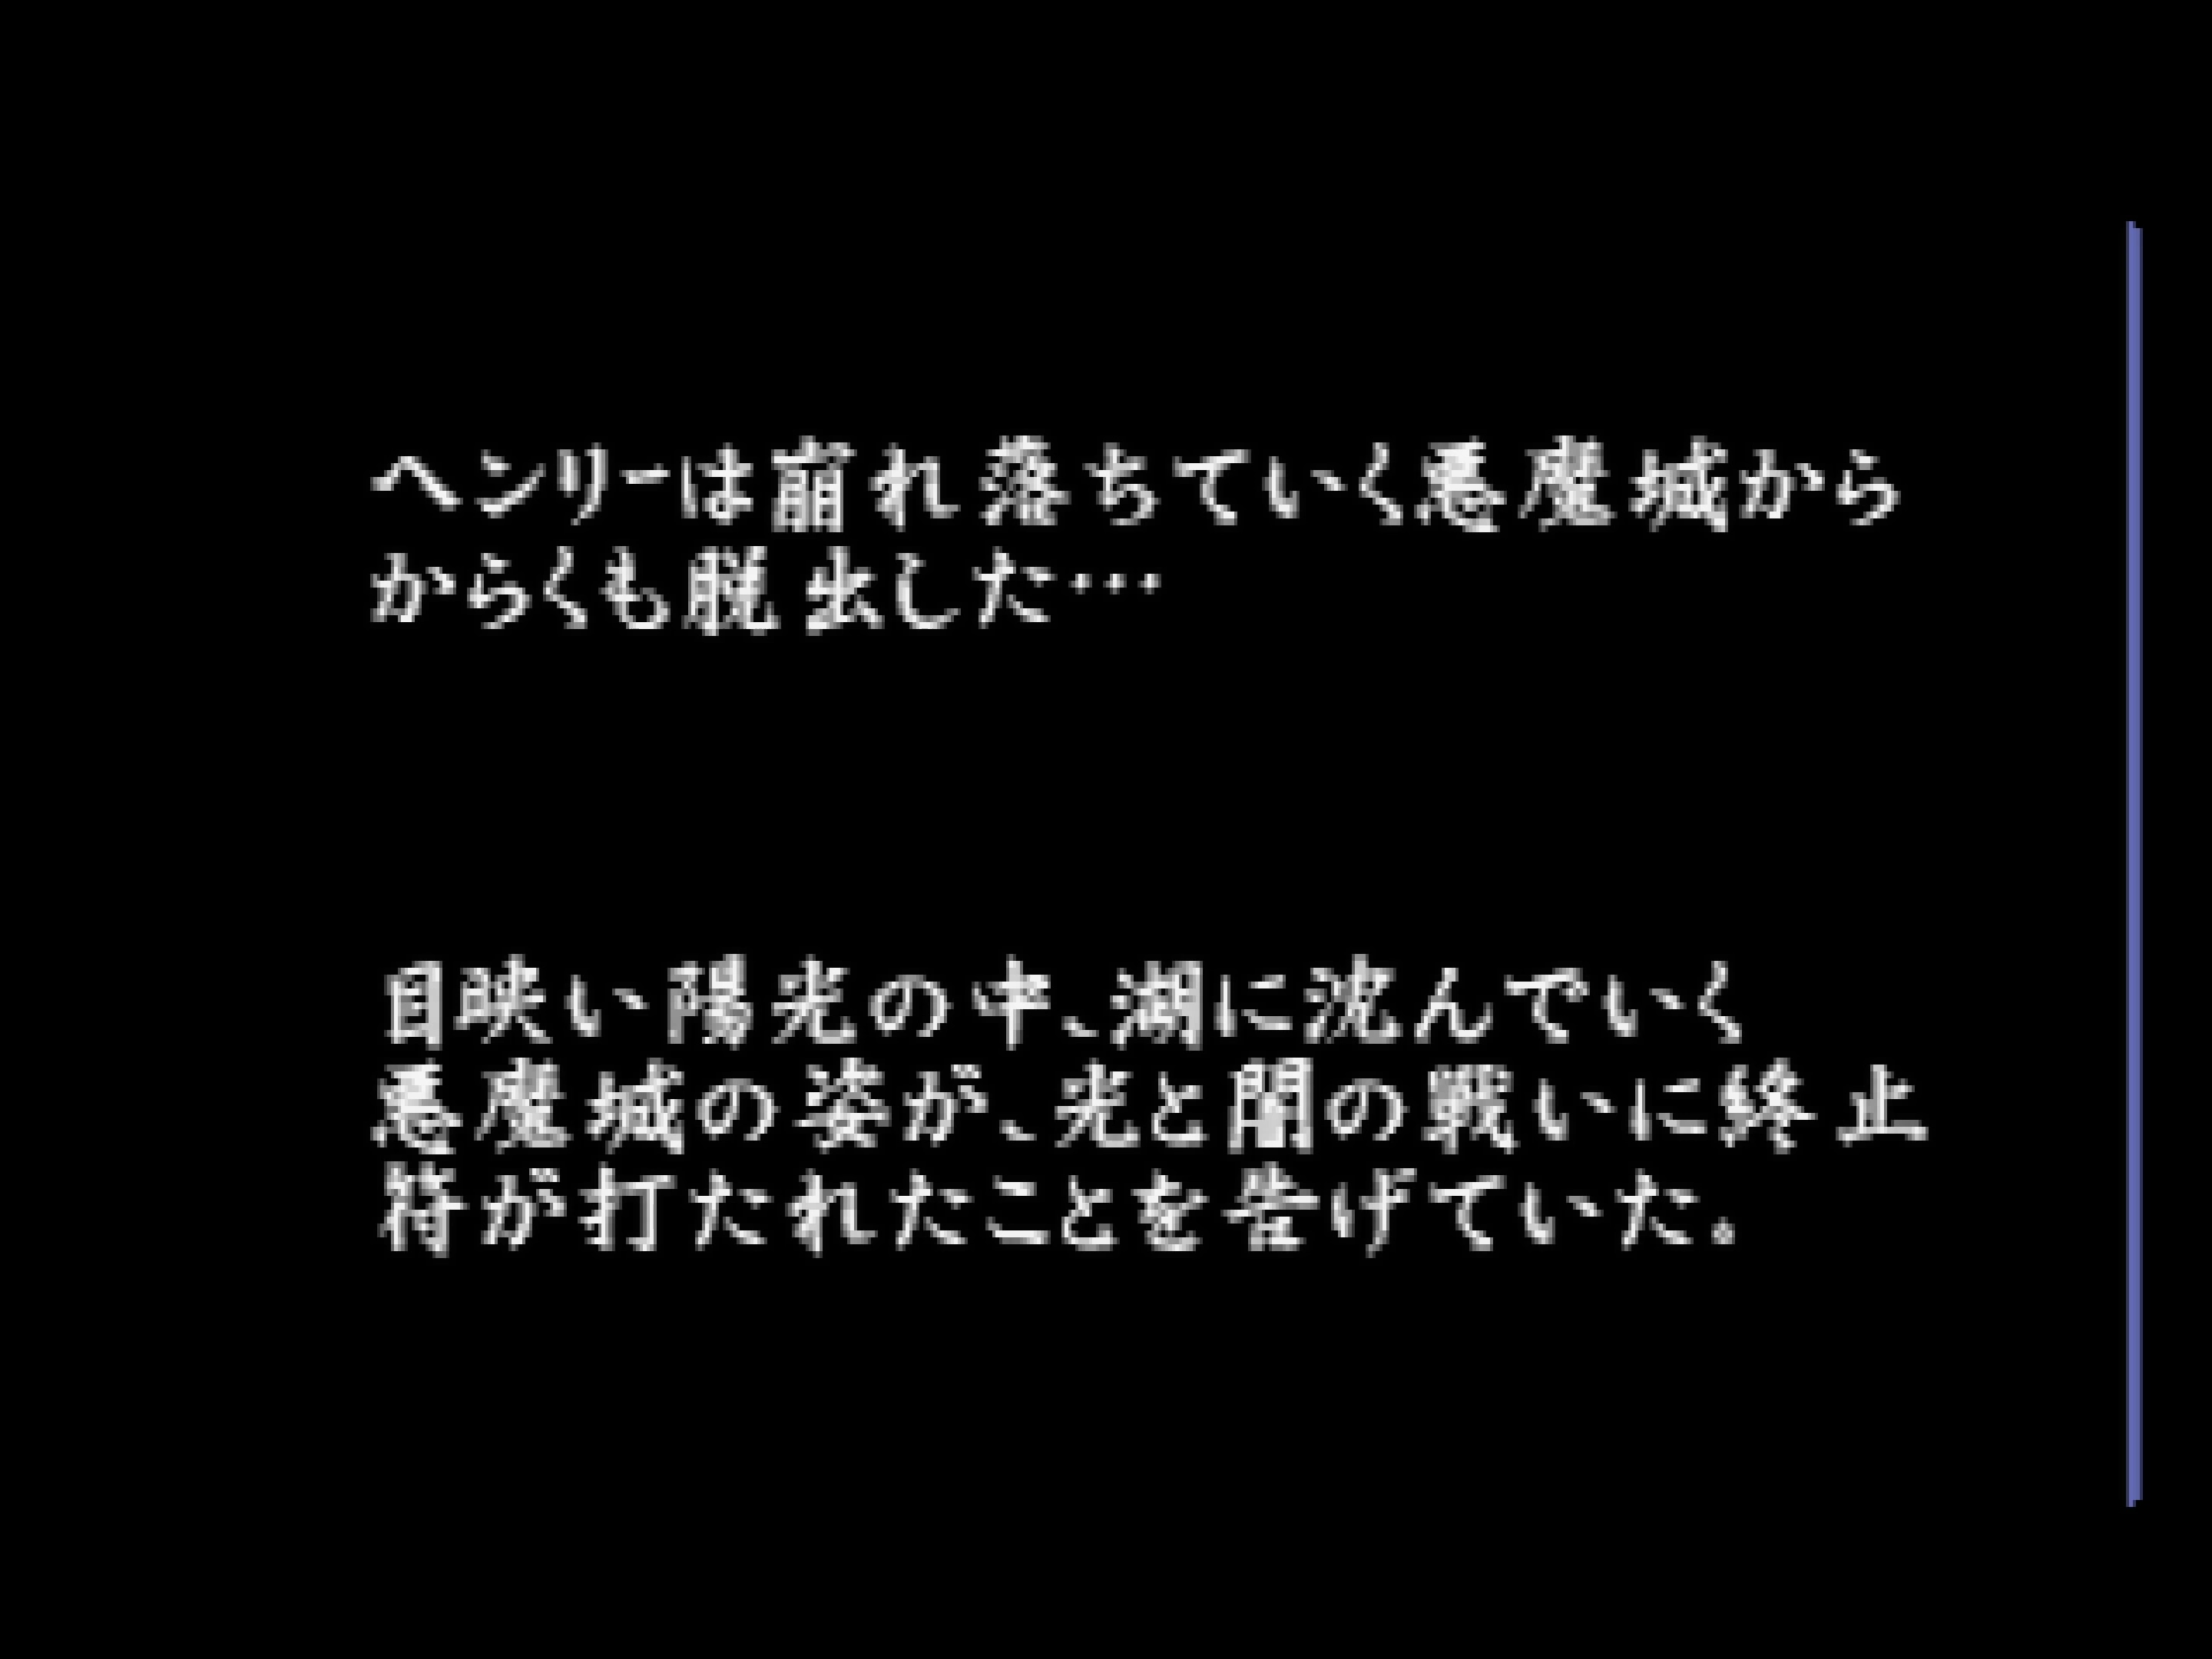 ヘンリーは崩れ落ちていく悪魔城から
からくも脱出した…
目映い陽光の中、湖に沈んでいく
悪魔城の姿が、光と闇の戦いに終止
符が打たれたことを告げていた。